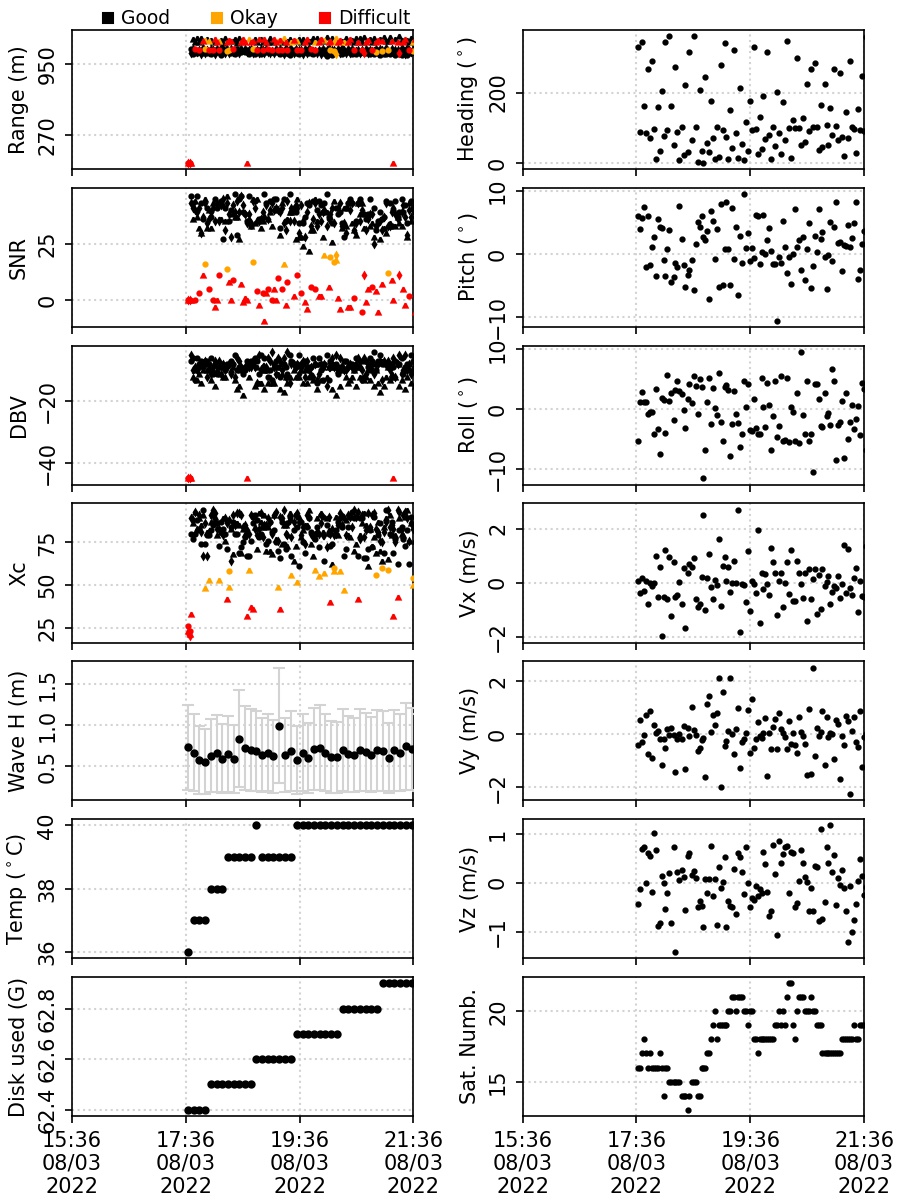 Good Okay Difficult
Range (m)
950
270
Heading (°)
200
0
SNR
25
0
Pitch (°)
10
0
−10
DBV
−20
−40
Roll (°)
10
0
−10
Xc
75
50
25
Vx (m/s)
2
0
−2
Wave H (m)
1.5
1.0
0.5
Vy (m/s)
2
0
−2
Temp (°C)
40
38
36
Vz (m/s)
1
0
−1
Disk used (G)
62.8
62.6
62.4
Sat. Numb.
20
15
15:36 17:36 19:36 21:36 15:36 17:36 19:36 21:36
08/03 08/03 08/03 08/03 08/03 08/03 08/03 08/03
2022 2022 2022 2022 2022 2022 2022 2022